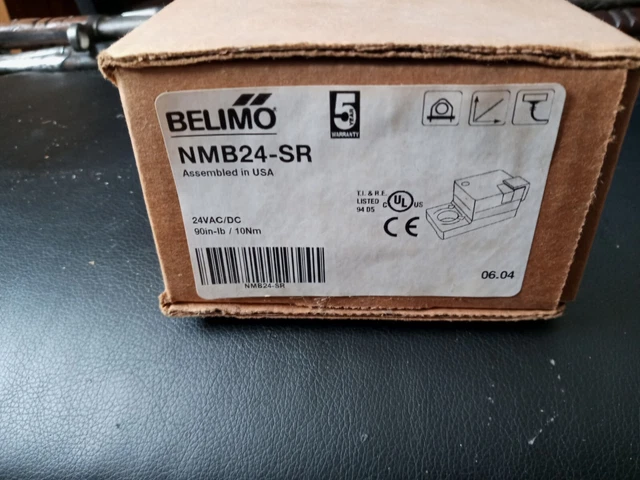 BELIMO
5
YEAR
WARRANTY
NMB24-SR
Assembled in USA
24VAC/DC
90in-lb / 10Nm
NMB24-SR
T.I. & R.E.
LISTED
94 D5
C UL US
CE
06.04